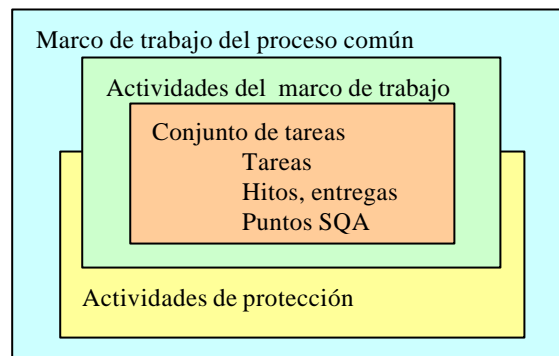 Marco de trabajo del proceso común
Actividades del marco de trabajo
Conjunto de tareas
Tareas
Hitos, entregas
Puntos SQA
Actividades de protección